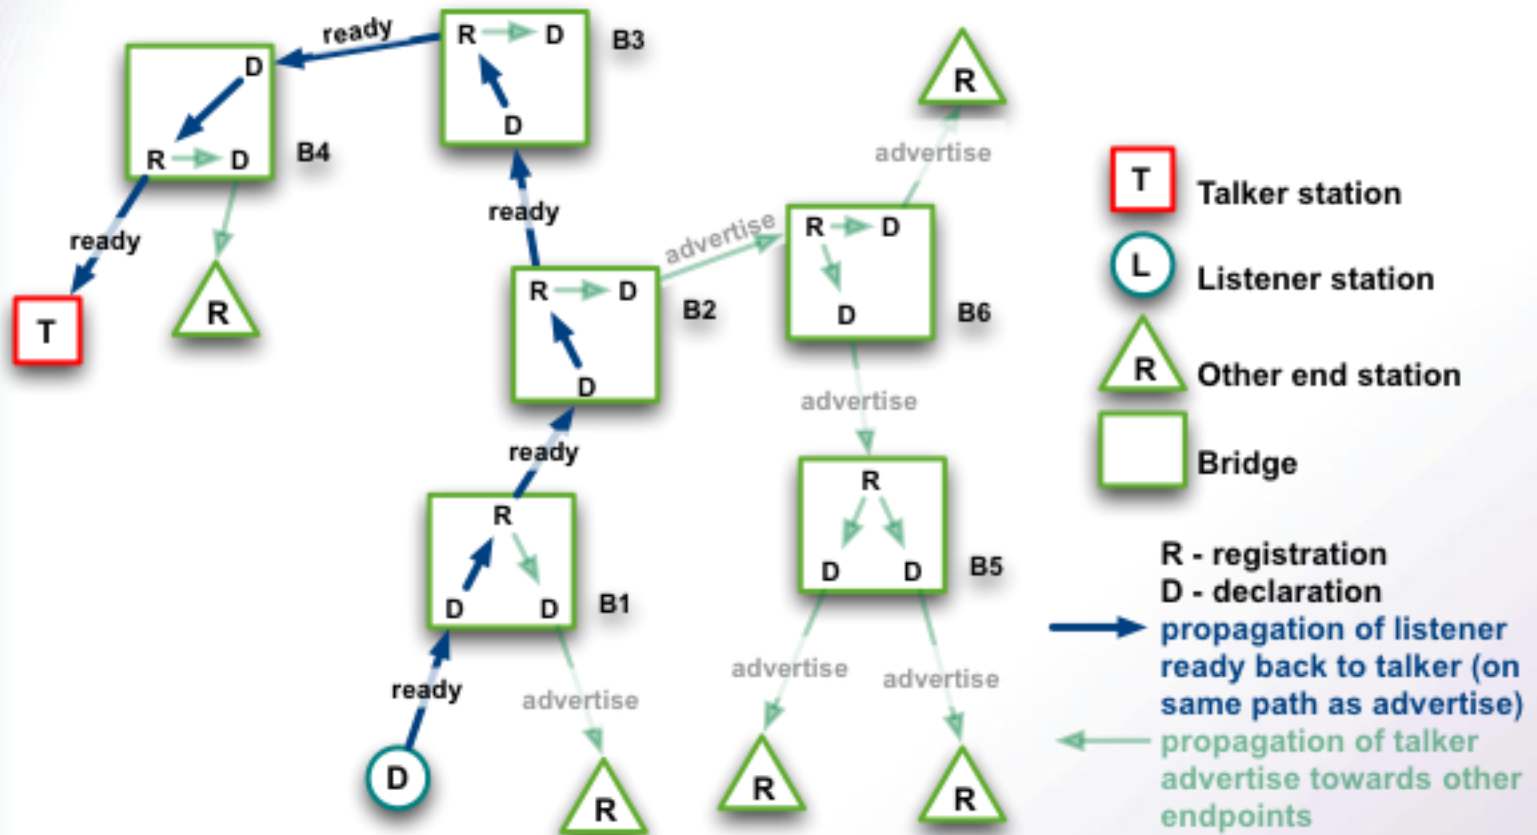 ready
R
D
B3
D
D
R
D
B4
ready
T
R
ready
R
D
B2
D
advertise
R
advertise
R
D
B6
D
ready
R
B1
D
D
ready
D
advertise
R
advertise
R
B5
D
D
advertise
advertise
R
R
T
Talker station
L
Listener station
R
Other end station
Bridge
R - registration
D - declaration
propagation of listener
ready back to talker (on
same path as advertise)
propagation of talker
advertise towards other
endpoints